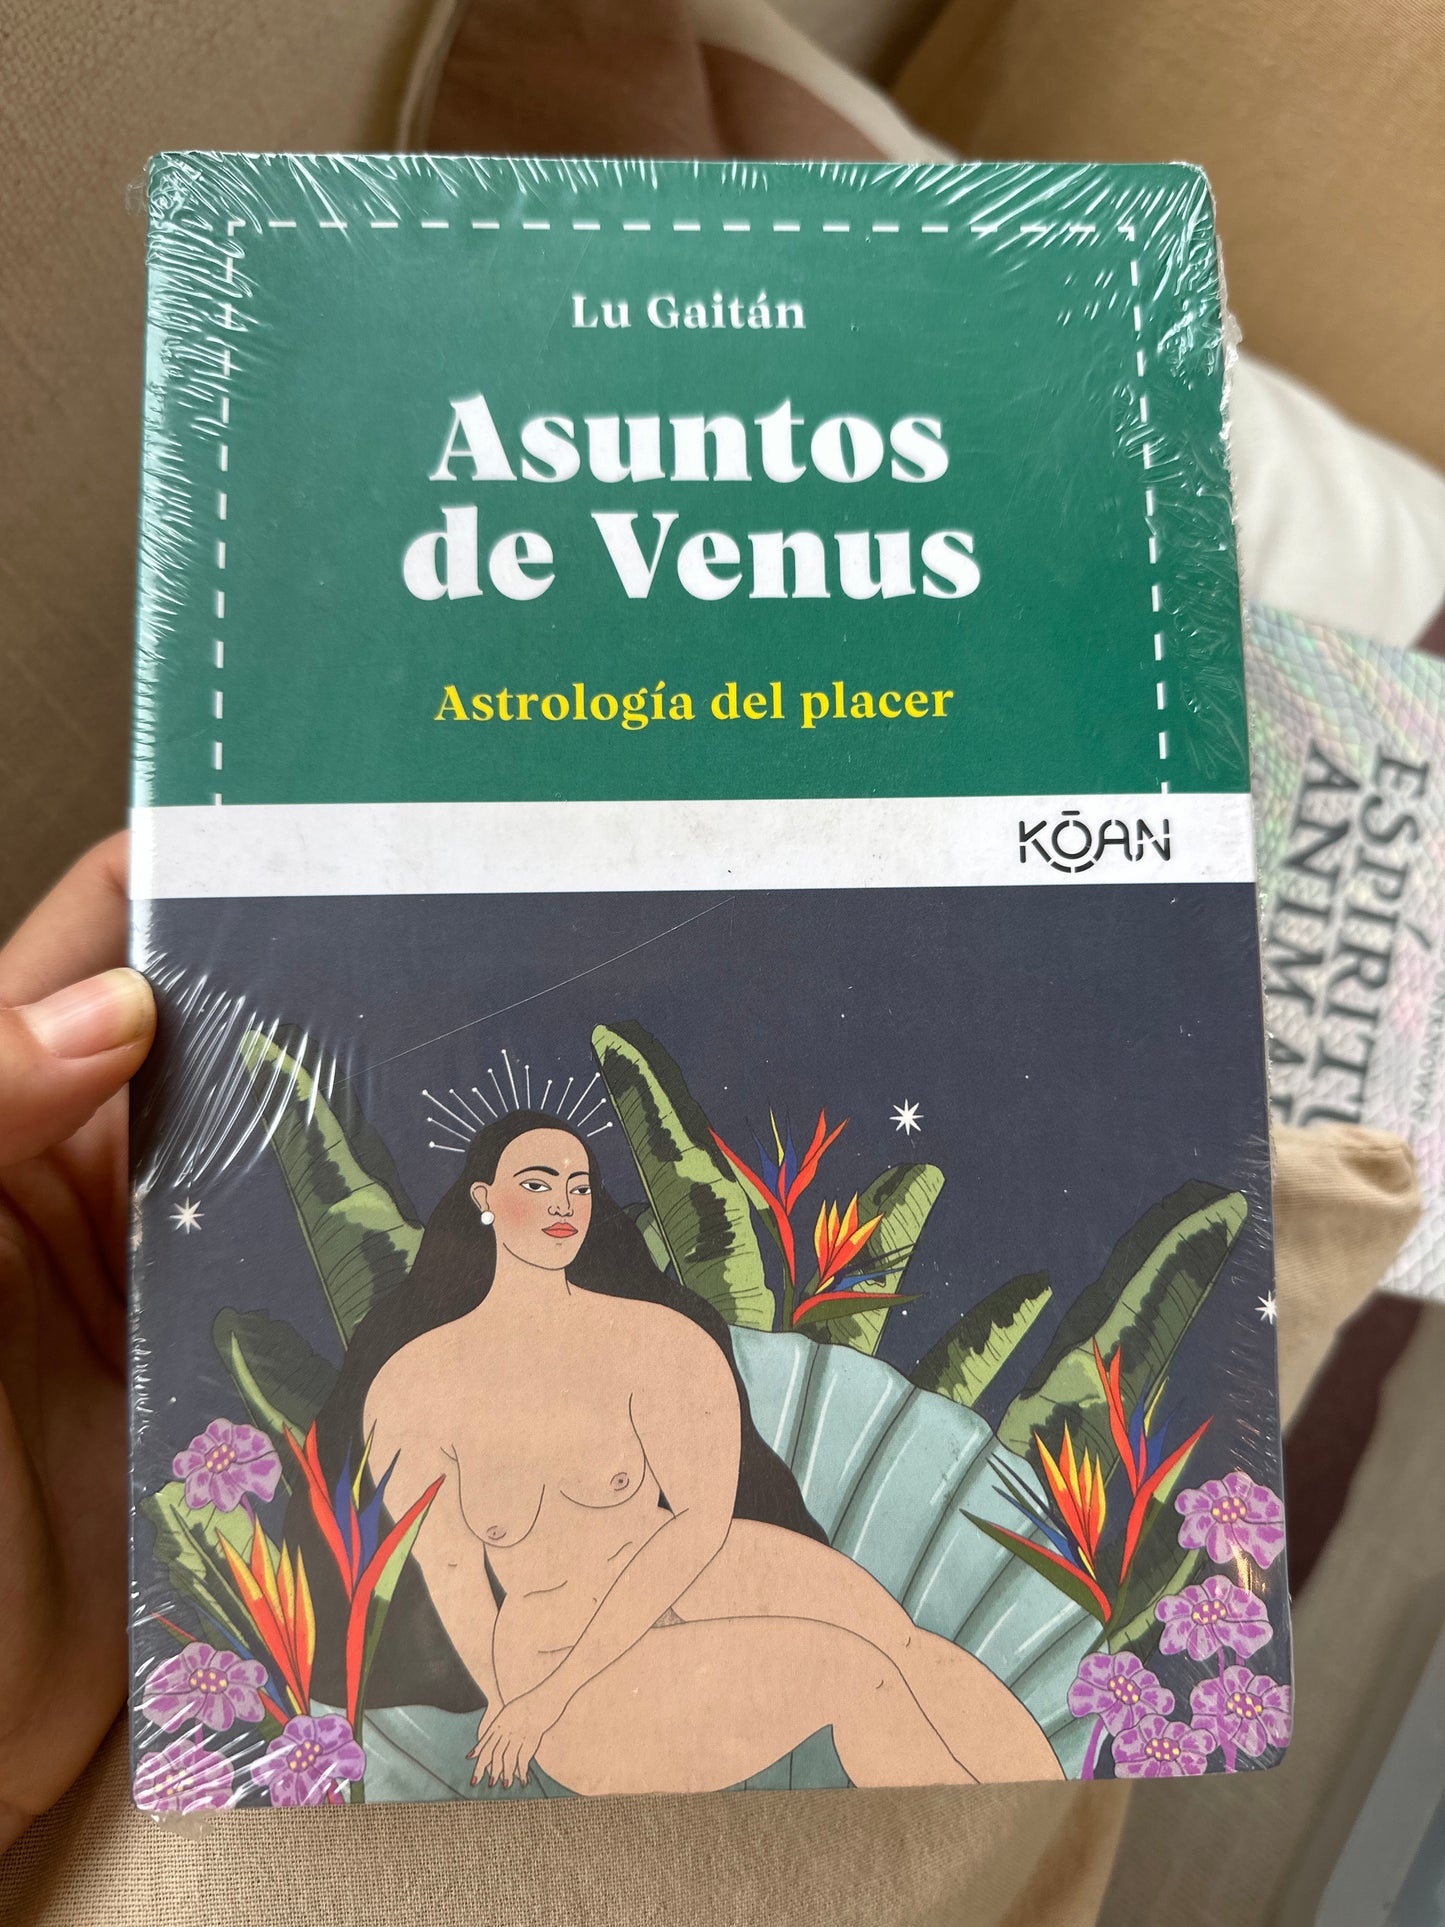 Lu Gaitán
Asuntos
de Venus
Astrología del placer
KŌAN
ESPÍRITU
ANIMAL